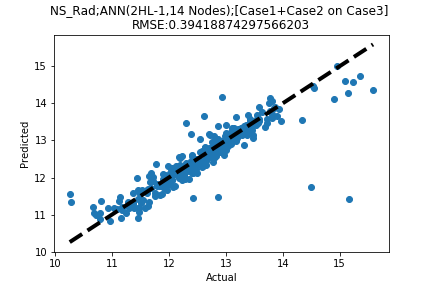 NS_Rad;ANN(2HL-1,14 Nodes);[Case1+Case2 on Case3]
RMSE:0.39418874297566203
15
14
13
12
11
10
Predicted
10 11 12 13 14 15
Actual